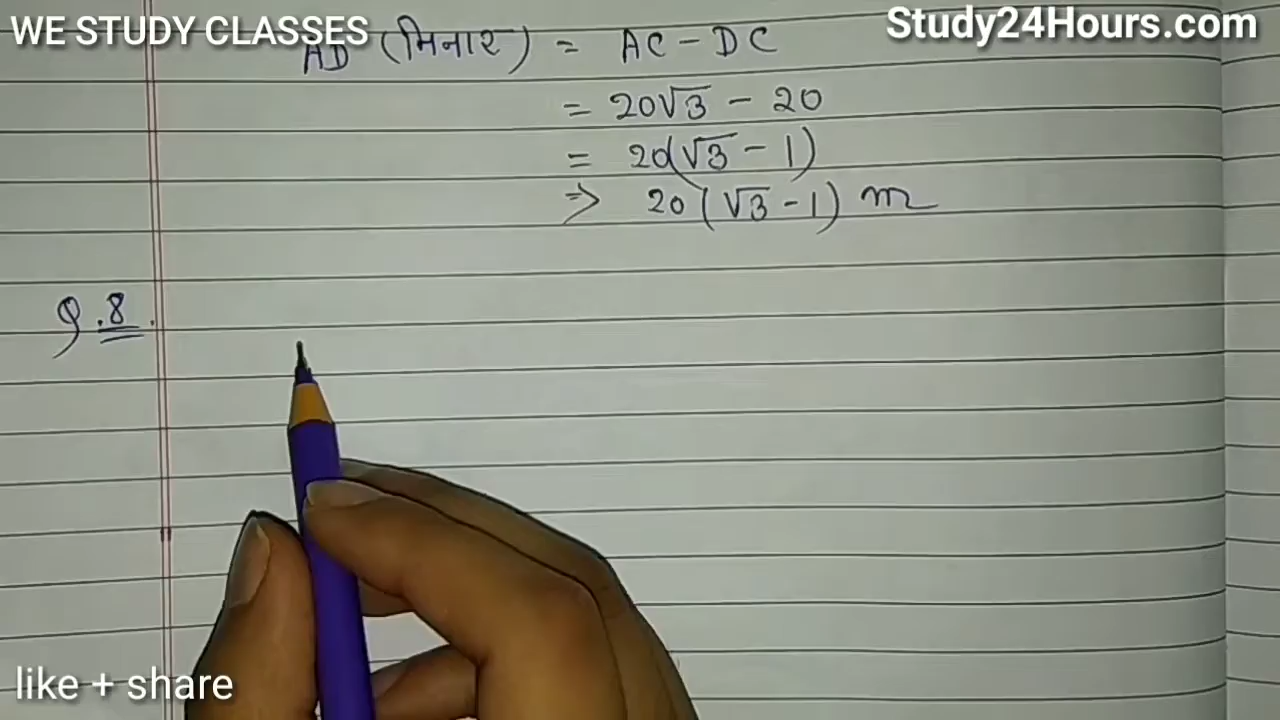 WE STUDY CLASSES
Study24Hours.com
AD (मिनार) = AC - DC
= 20√3 - 20
= 20(√3 - 1)
⇒ 20(√3 - 1) m
Q.8.
like + share